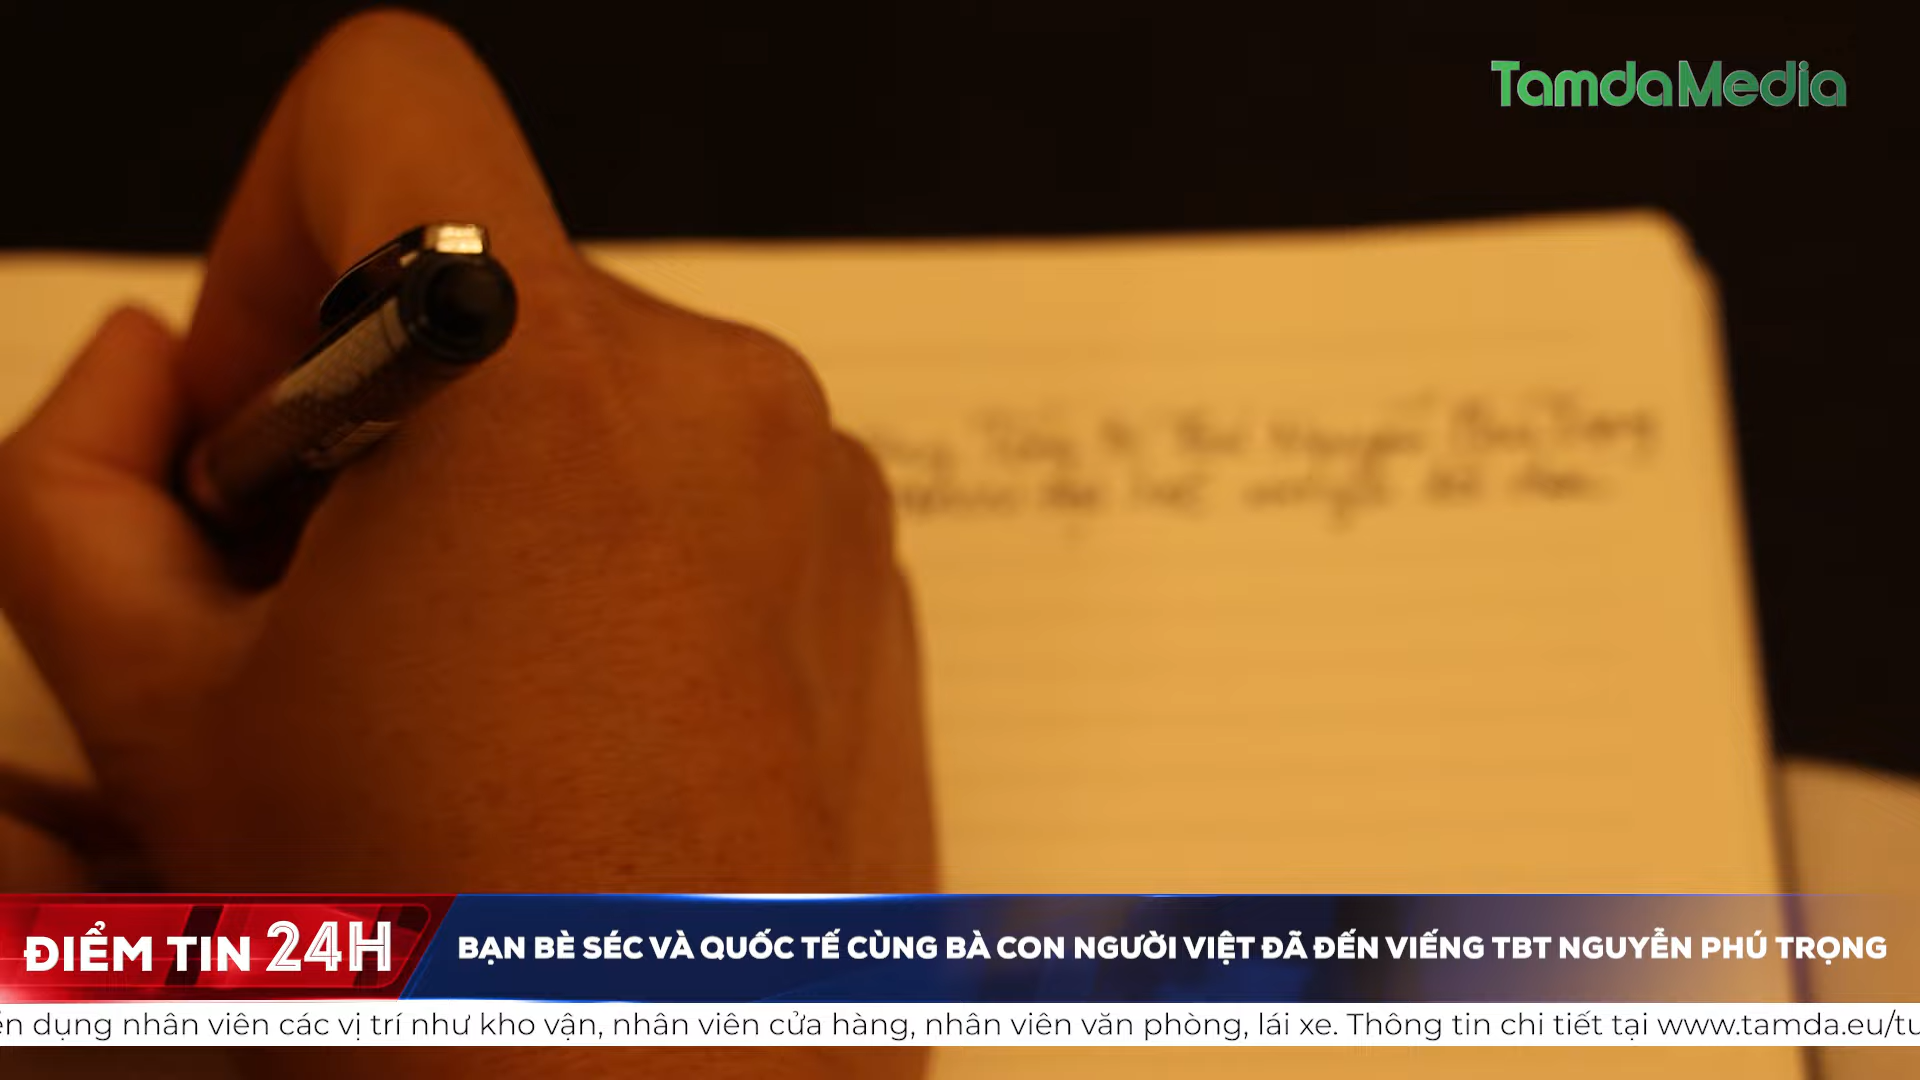 TamdaMedia
ĐIỂM TIN 24H
BẠN BÈ SÉC VÀ QUỐC TẾ CÙNG BÀ CON NGƯỜI VIỆT ĐÃ ĐẾN VIẾNG TBT NGUYỄN PHÚ TRỌNG
dụng nhân viên các vị trí như kho vận, nhân viên cửa hàng, nhân viên văn phòng, lái xe. Thông tin chi tiết tại www.tamda.eu/tu